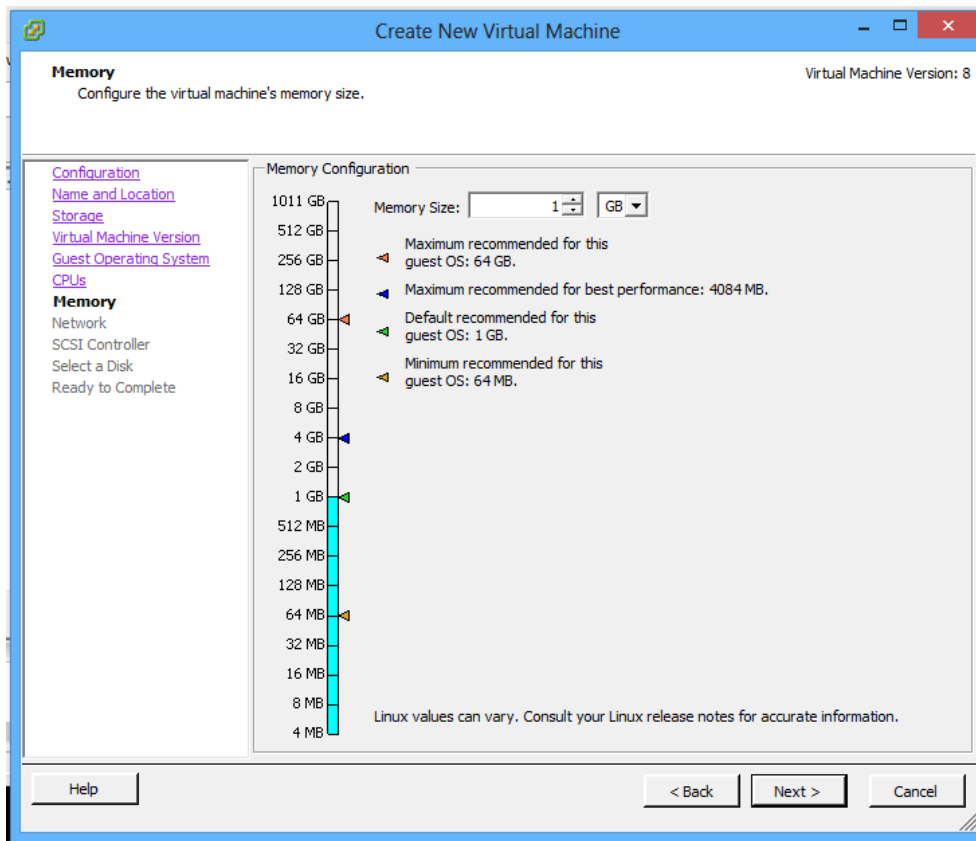 Create New Virtual Machine
Memory
Virtual Machine Version: 8
Configure the virtual machine's memory size.
Configuration
Name and Location
Storage
Virtual Machine Version
Guest Operating System
CPUs
Memory
Network
SCSI Controller
Select a Disk
Ready to Complete
Memory Configuration
Memory Size: 1 GB
1011 GB
512 GB
256 GB
128 GB
64 GB
32 GB
16 GB
8 GB
4 GB
2 GB
1 GB
512 MB
256 MB
128 MB
64 MB
32 MB
16 MB
8 MB
4 MB
Maximum recommended for this
guest OS: 64 GB.
Maximum recommended for best performance: 4084 MB.
Default recommended for this
guest OS: 1 GB.
Minimum recommended for this
guest OS: 64 MB.
Linux values can vary. Consult your Linux release notes for accurate information.
Help
< Back
Next >
Cancel